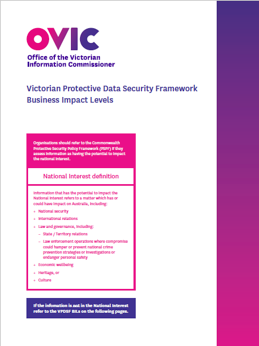 OVIC
Office of the Victorian
Information Commissioner
Victorian Protective Data Security Framework
Business Impact Levels
Organisations should refer to the Commonwealth
Protective Security Policy Framework (PSPF) if they
assess information as having the potential to impact
the national interest.
National Interest definition
Information that has the potential to impact the
National Interest refers to a matter which has or
could have impact on Australia, including:
• National security
• International relations
• Law and governance, including:
– State / Territory relations
– Law enforcement operations where compromise
could hamper or prevent national crime
prevention strategies or investigations or
endanger personal safety
• Economic wellbeing
• Heritage, or
• Culture
If the information is not in the National Interest
refer to the VPDSF BILs on the following pages.